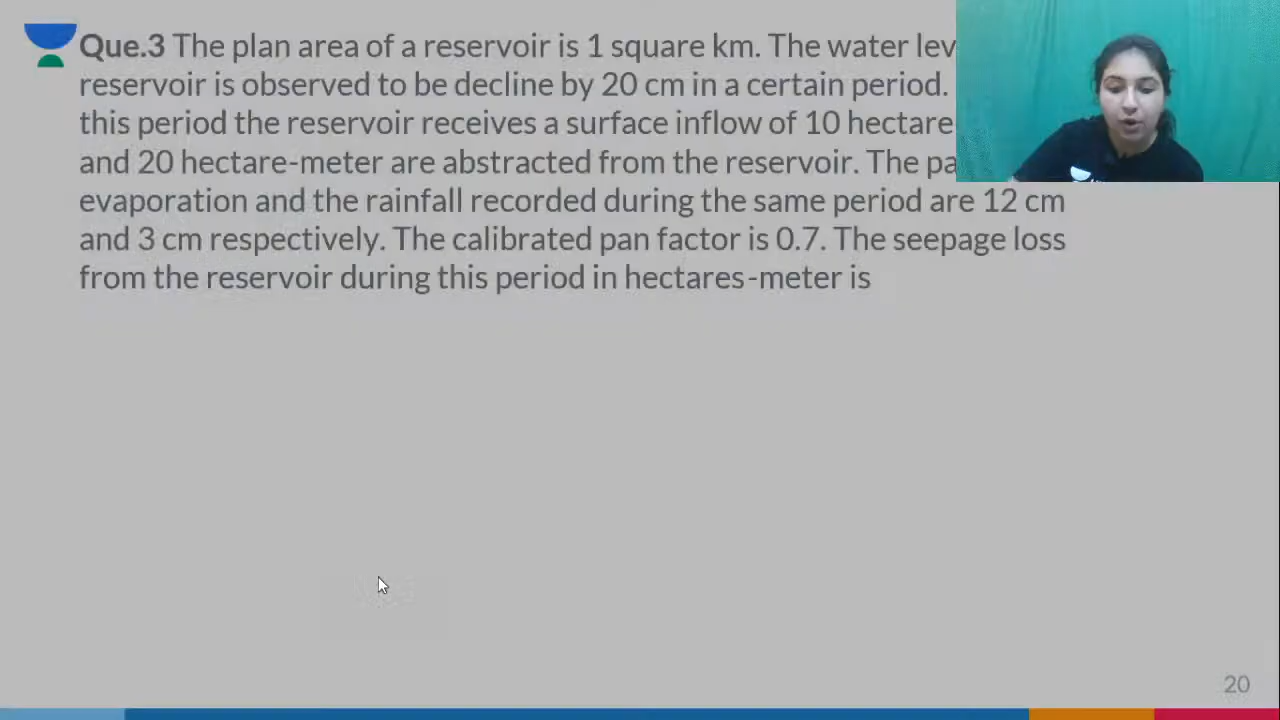 Que.3 The plan area of a reservoir is 1 square km. The water
reservoir is observed to be decline by 20 cm in a certain period.
this period the reservoir receives a surface inflow of 10 hectare
and 20 hectare-meter are abstracted from the reservoir. The
evaporation and the rainfall recorded during the same period are 12 cm
and 3 cm respectively. The calibrated pan factor is 0.7. The seepage loss
from the reservoir during this period in hectares-meter is
20